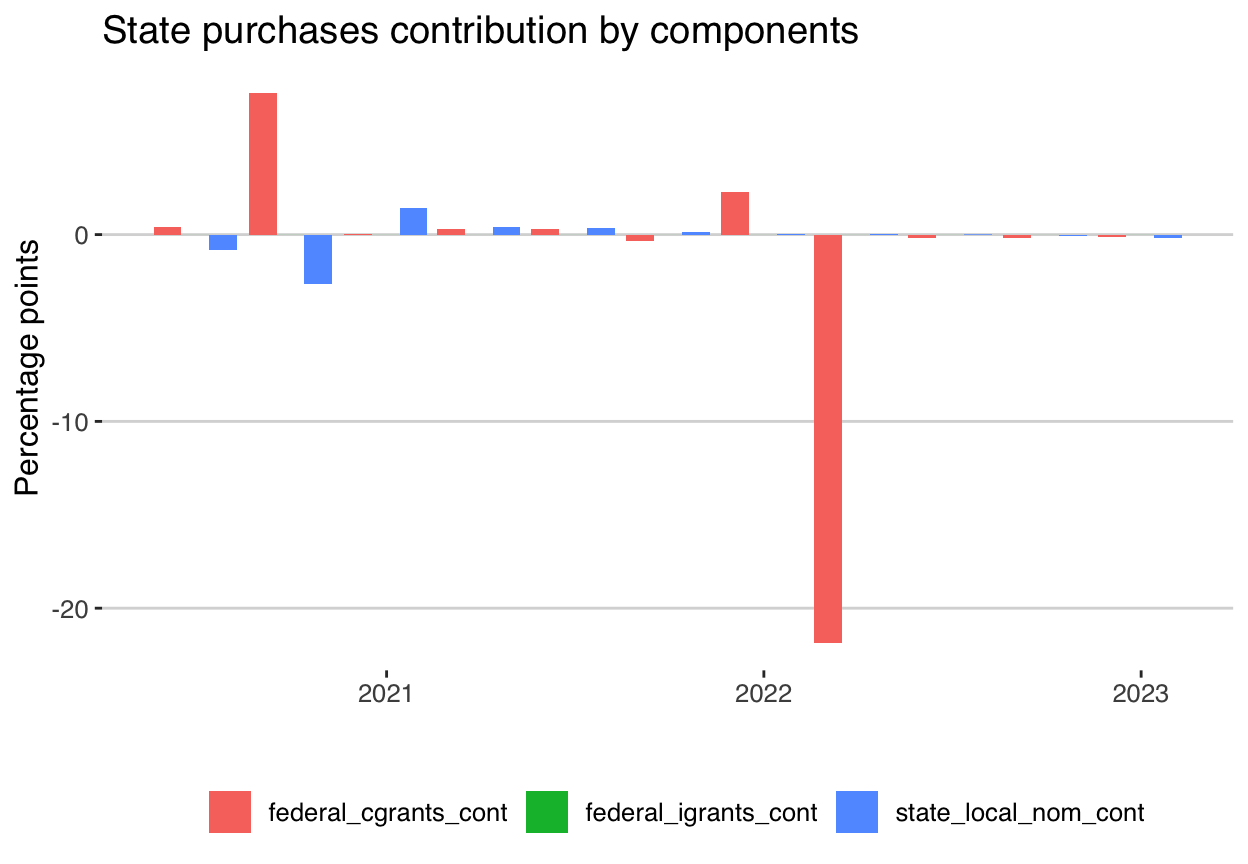 State purchases contribution by components
Percentage points
0
-10
-20
2021
2022
2023
federal_cgrants_cont
federal_igrants_cont
state_local_nom_cont